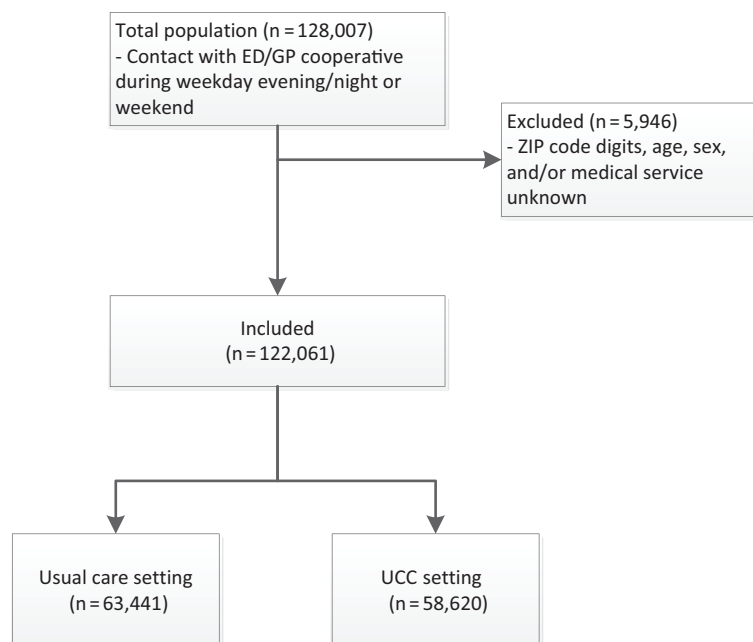 Total population (n = 128,007)
- Contact with ED/GP cooperative
during weekday evening/night or
weekend
Excluded (n = 5,946)
- ZIP code digits, age, sex,
and/or medical service
unknown
Included
(n = 122,061)
Usual care setting
(n = 63,441)
UCC setting
(n = 58,620)